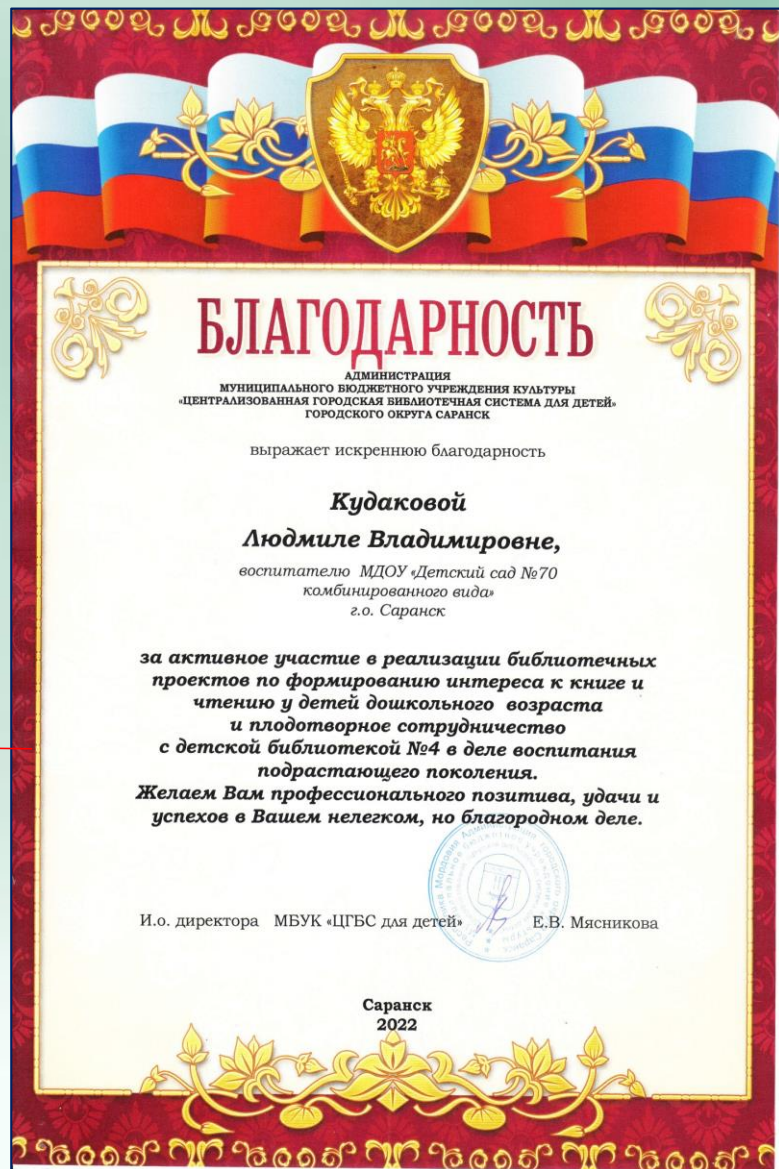 БЛАГОДАРНОСТЬ
АДМИНИСТРАЦИЯ
МУНИЦИПАЛЬНОГО БЮДЖЕТНОГО УЧРЕЖДЕНИЯ КУЛЬТУРЫ
«ЦЕНТРАЛИЗОВАННАЯ ГОРОДСКАЯ БИБЛИОТЕЧНАЯ СИСТЕМА ДЛЯ ДЕТЕЙ»
ГОРОДСКОГО ОКРУГА САРАНСК
выражает искреннюю благодарность
Кудаковой
Людмиле Владимировне,
воспитателю МДОУ «Детский сад №70
комбинированного вида»
г.о. Саранск
за активное участие в реализации библиотечных
проектов по формированию интереса к книге и
чтению у детей дошкольного возраста
и плодотворное сотрудничество
с детской библиотекой №4 в деле воспитания
подрастающего поколения.
Желаем Вам профессионального позитива, удачи и
успехов в Вашем нелегком, но благородном деле.
И.о. директора МБУК «ЦГБС для детей» Е.В. Мясникова
Саранск
2022